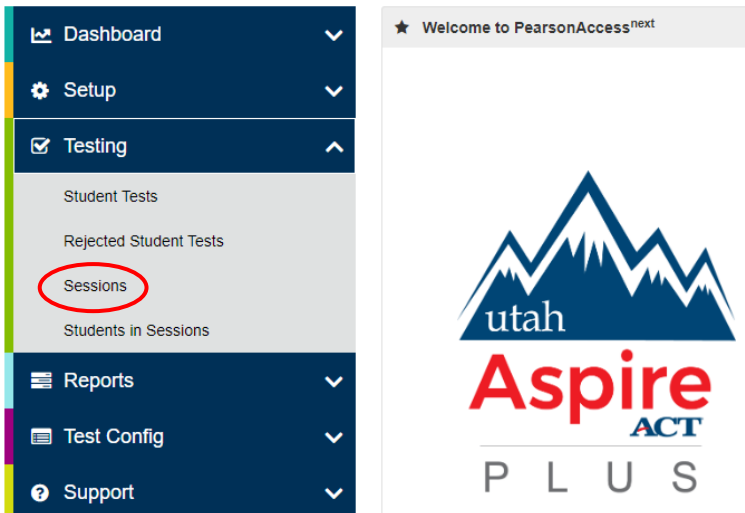 Dashboard
Setup
Testing
Student Tests
Rejected Student Tests
Sessions
Students in Sessions
Reports
Test Config
Support
Welcome to PearsonAccessnext
utah
Aspire
ACT
PLUS